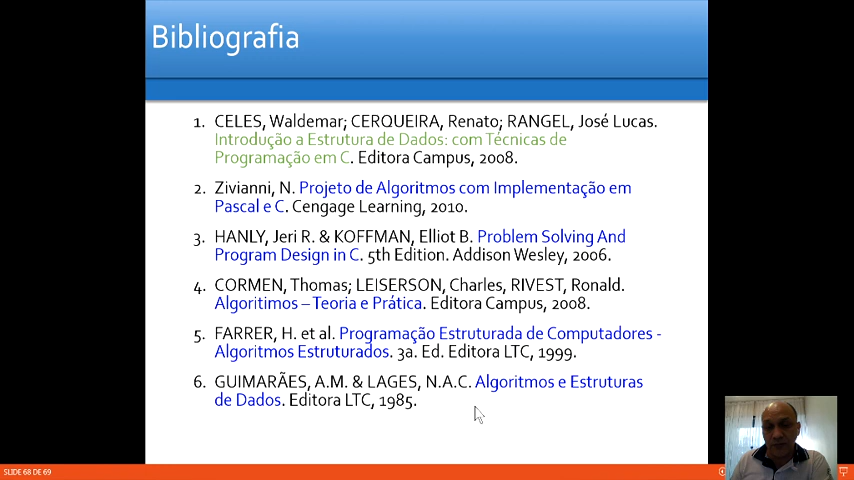 Bibliografia
1. CELES, Waldemar; CERQUEIRA, Renato; RANGEL, José Lucas.
Introdução a Estrutura de Dados: com Técnicas de
Programação em C. Editora Campus, 2008.
2. Zivianni, N. Projeto de Algoritmos com Implementação em
Pascal e C. Cengage Learning, 2010.
3. HANLY, Jeri R. & KOFFMAN, Elliot B. Problem Solving And
Program Design in C. 5th Edition. Addison Wesley, 2006.
4. CORMEN, Thomas; LEISERSON, Charles, RIVEST, Ronald.
Algoritimos – Teoria e Prática. Editora Campus, 2008.
5. FARRER, H. et al. Programação Estruturada de Computadores -
Algoritmos Estruturados. 3a. Ed. Editora LTC, 1999.
6. GUIMARÃES, A.M. & LAGES, N.A.C. Algoritmos e Estruturas
de Dados. Editora LTC, 1985.
SLIDE 68 DE 69